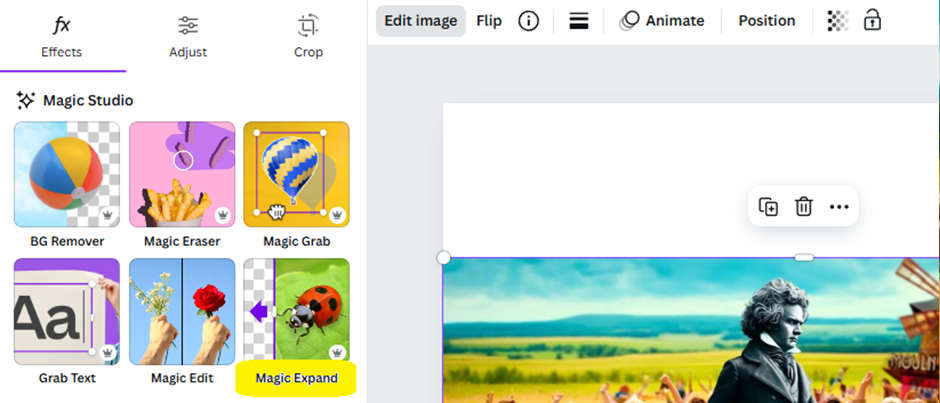 fx
Effects
Adjust
Crop
Edit image
Flip
Animate
Position
Magic Studio
BG Remover
Magic Eraser
Magic Grab
Aa
Grab Text
Magic Edit
Magic Expand
MOULIN